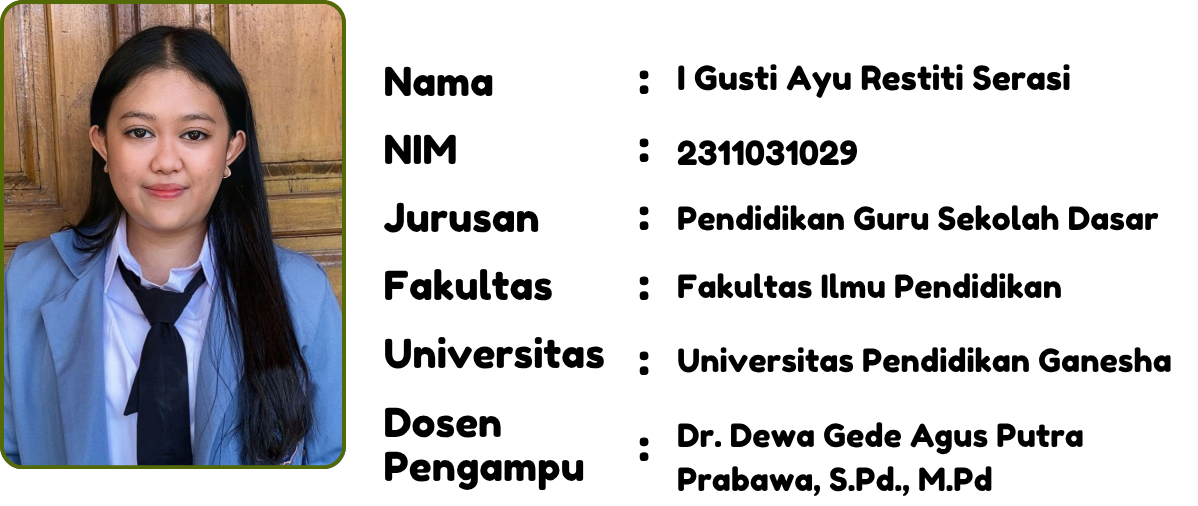 Nama : I Gusti Ayu Restiti Serasi
NIM : 2311031029
Jurusan : Pendidikan Guru Sekolah Dasar
Fakultas : Fakultas Ilmu Pendidikan
Universitas : Universitas Pendidikan Ganesha
Dosen
Pengampu : Dr. Dewa Gede Agus Putra
Prabawa, S.Pd., M.Pd